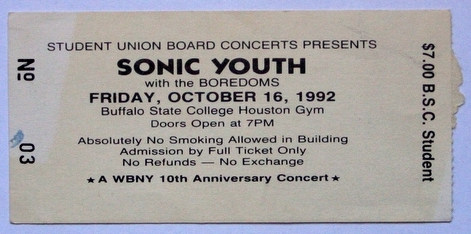 STUDENT UNION BOARD CONCERTS PRESENTS
SONIC YOUTH
with the BOREDOMS
FRIDAY, OCTOBER 16, 1992
Buffalo State College Houston Gym
Doors Open at 7PM
Absolutely No Smoking Allowed in Building
Admission by Full Ticket Only
No Refunds — No Exchange
★ A WBNY 10th Anniversary Concert ★
No 03
$7.00 B.S.C. Student